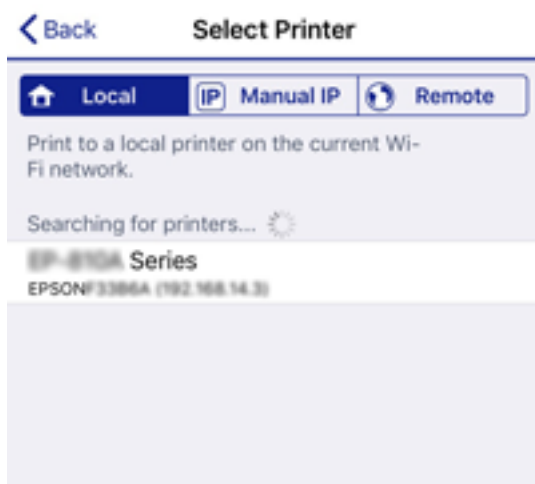 Back
Select Printer
Local
IP Manual IP
Remote
Print to a local printer on the current Wi-
Fi network.
Searching for printers...
Series
EPSON